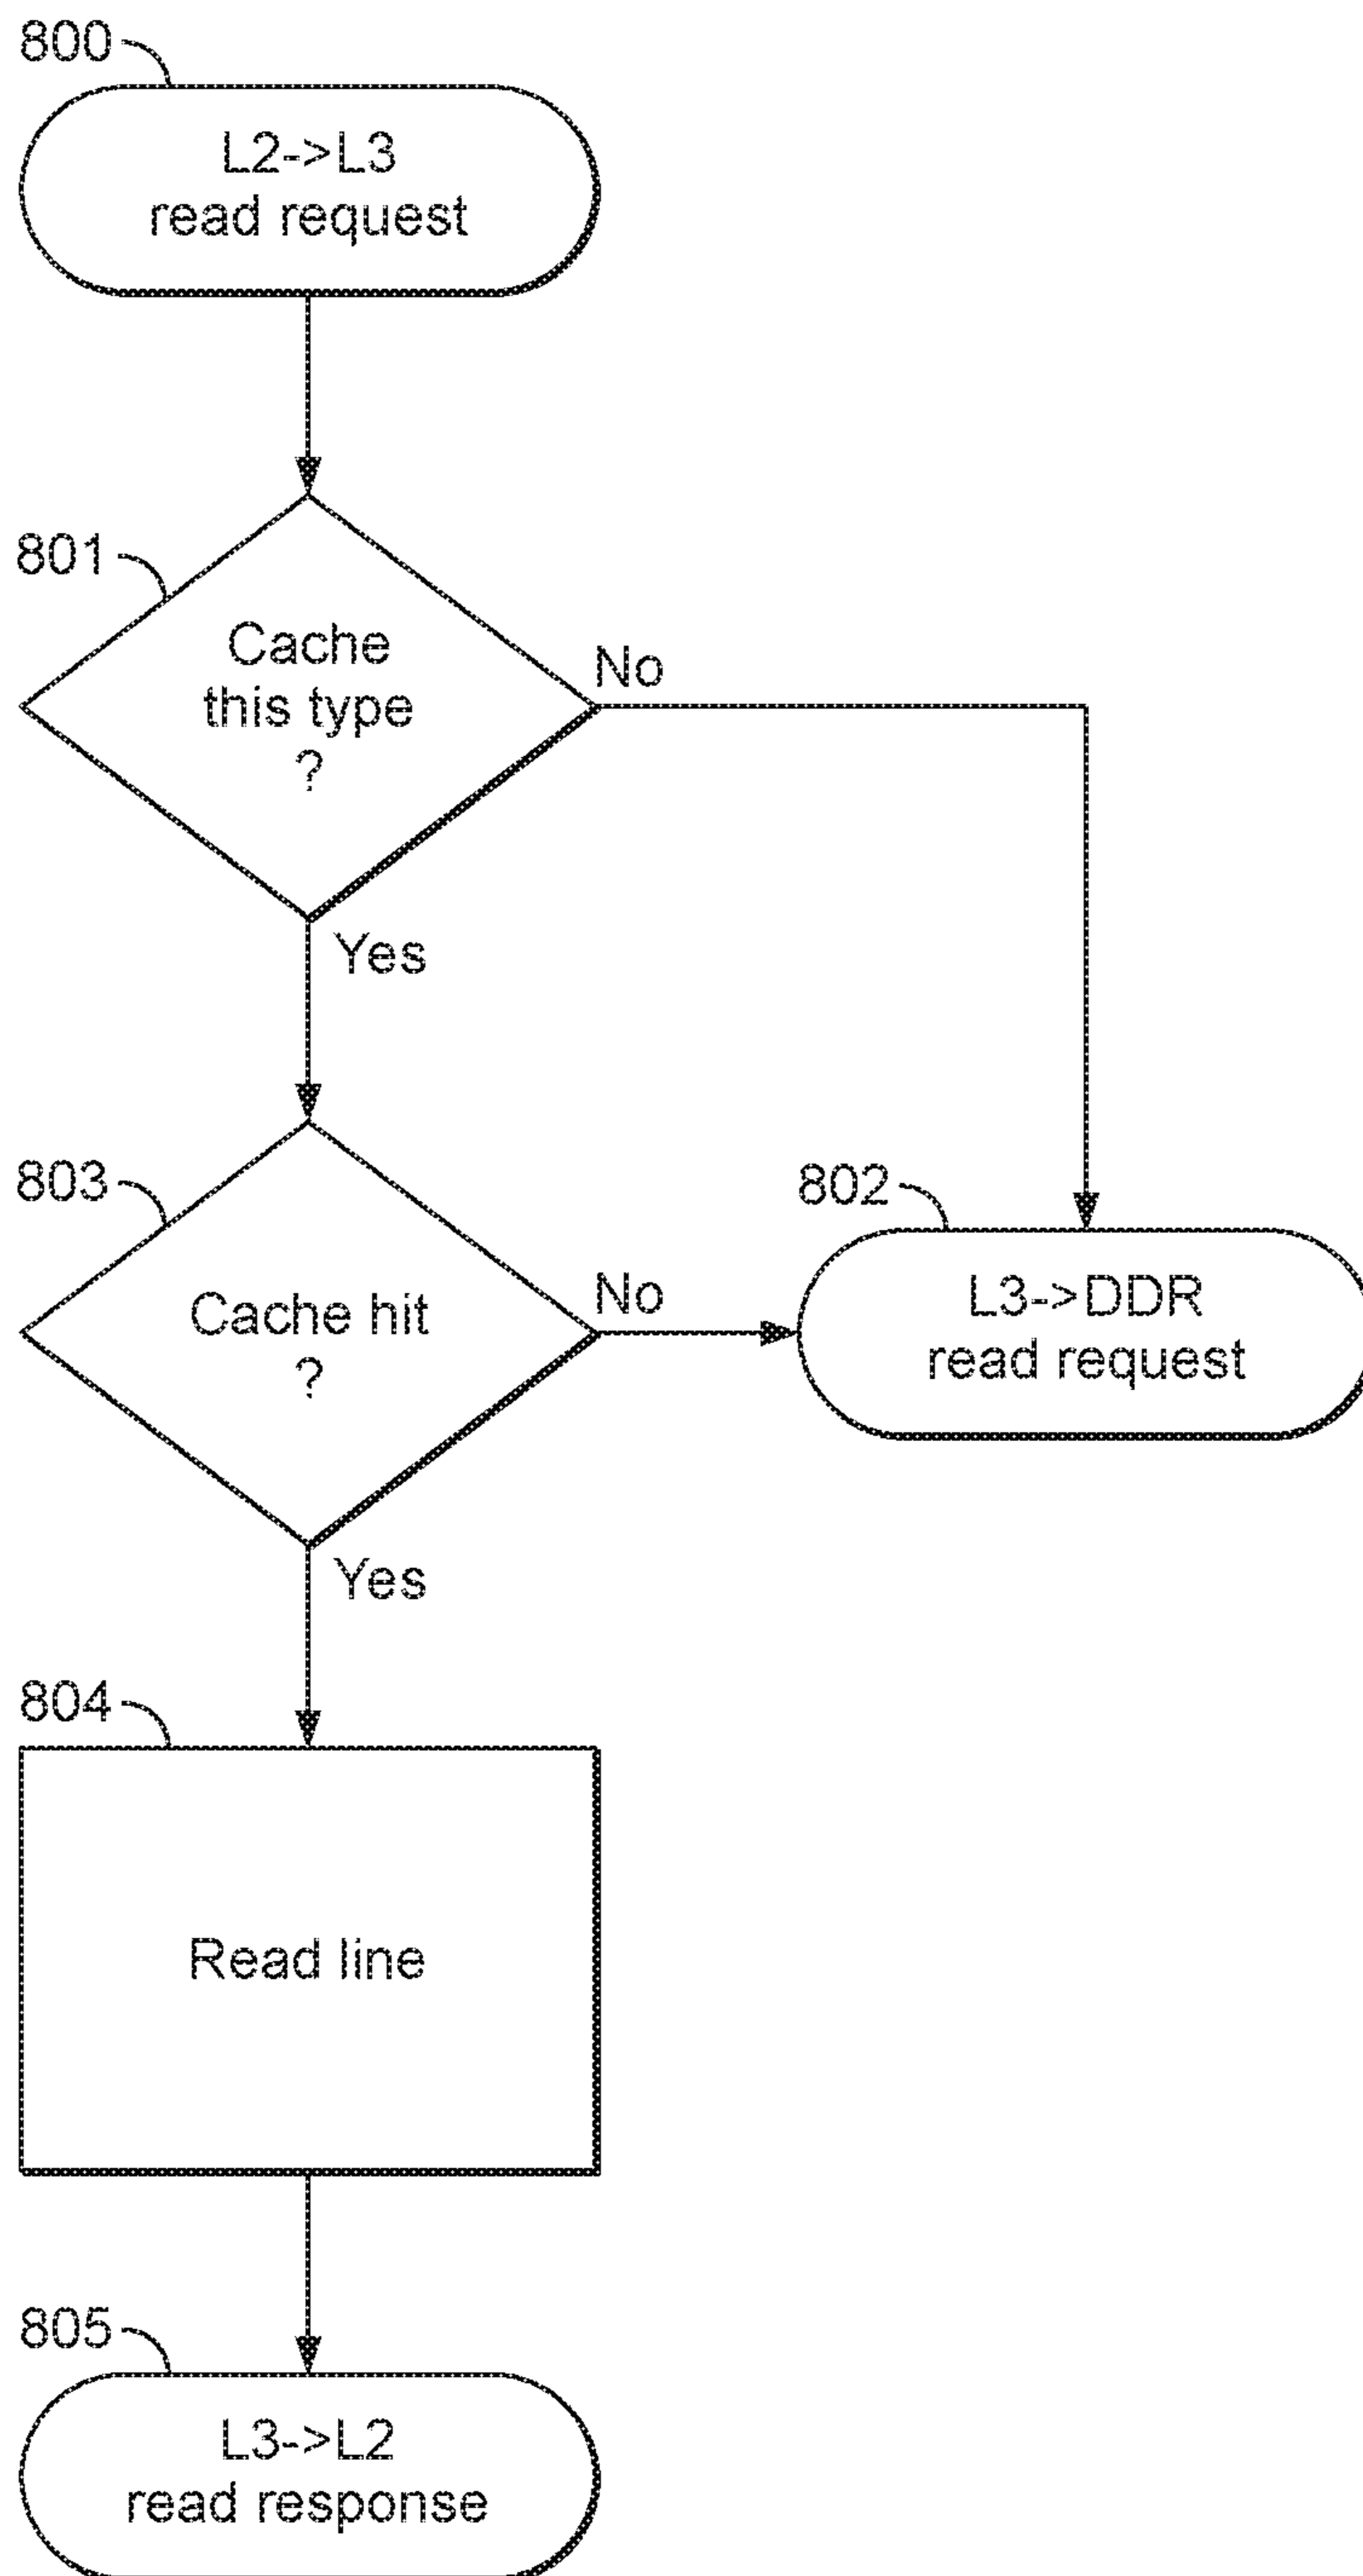 800
L2->L3
read request
801
Cache
this type
?
No
Yes
803
Cache hit
?
No
802
L3->DDR
read request
Yes
804
Read line
805
L3->L2
read response